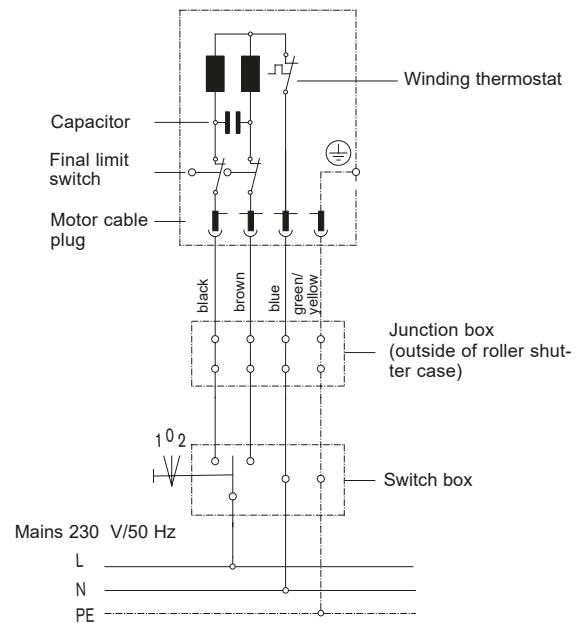 Winding thermostat
Capacitor
Final limit
switch
Motor cable
plug
black
brown
blue
green/
yellow
Junction box
(outside of roller shut-
ter case)
1 0 2
Switch box
Mains 230 V/50 Hz
L
N
PE